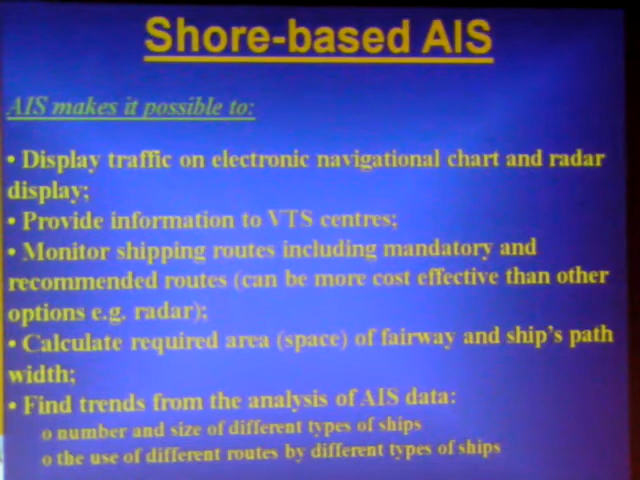 Shore-based AIS
AIS makes it possible to:
• Display traffic on electronic navigational chart and radar
display;
• Provide information to VTS centres;
• Monitor shipping routes including mandatory and
recommended routes (can be more cost effective than other
options e.g. radar);
• Calculate required area (space) of fairway and ship's path
width;
• Find trends from the analysis of AIS data:
o number and size of different types of ships
o the use of different routes by different types of ships